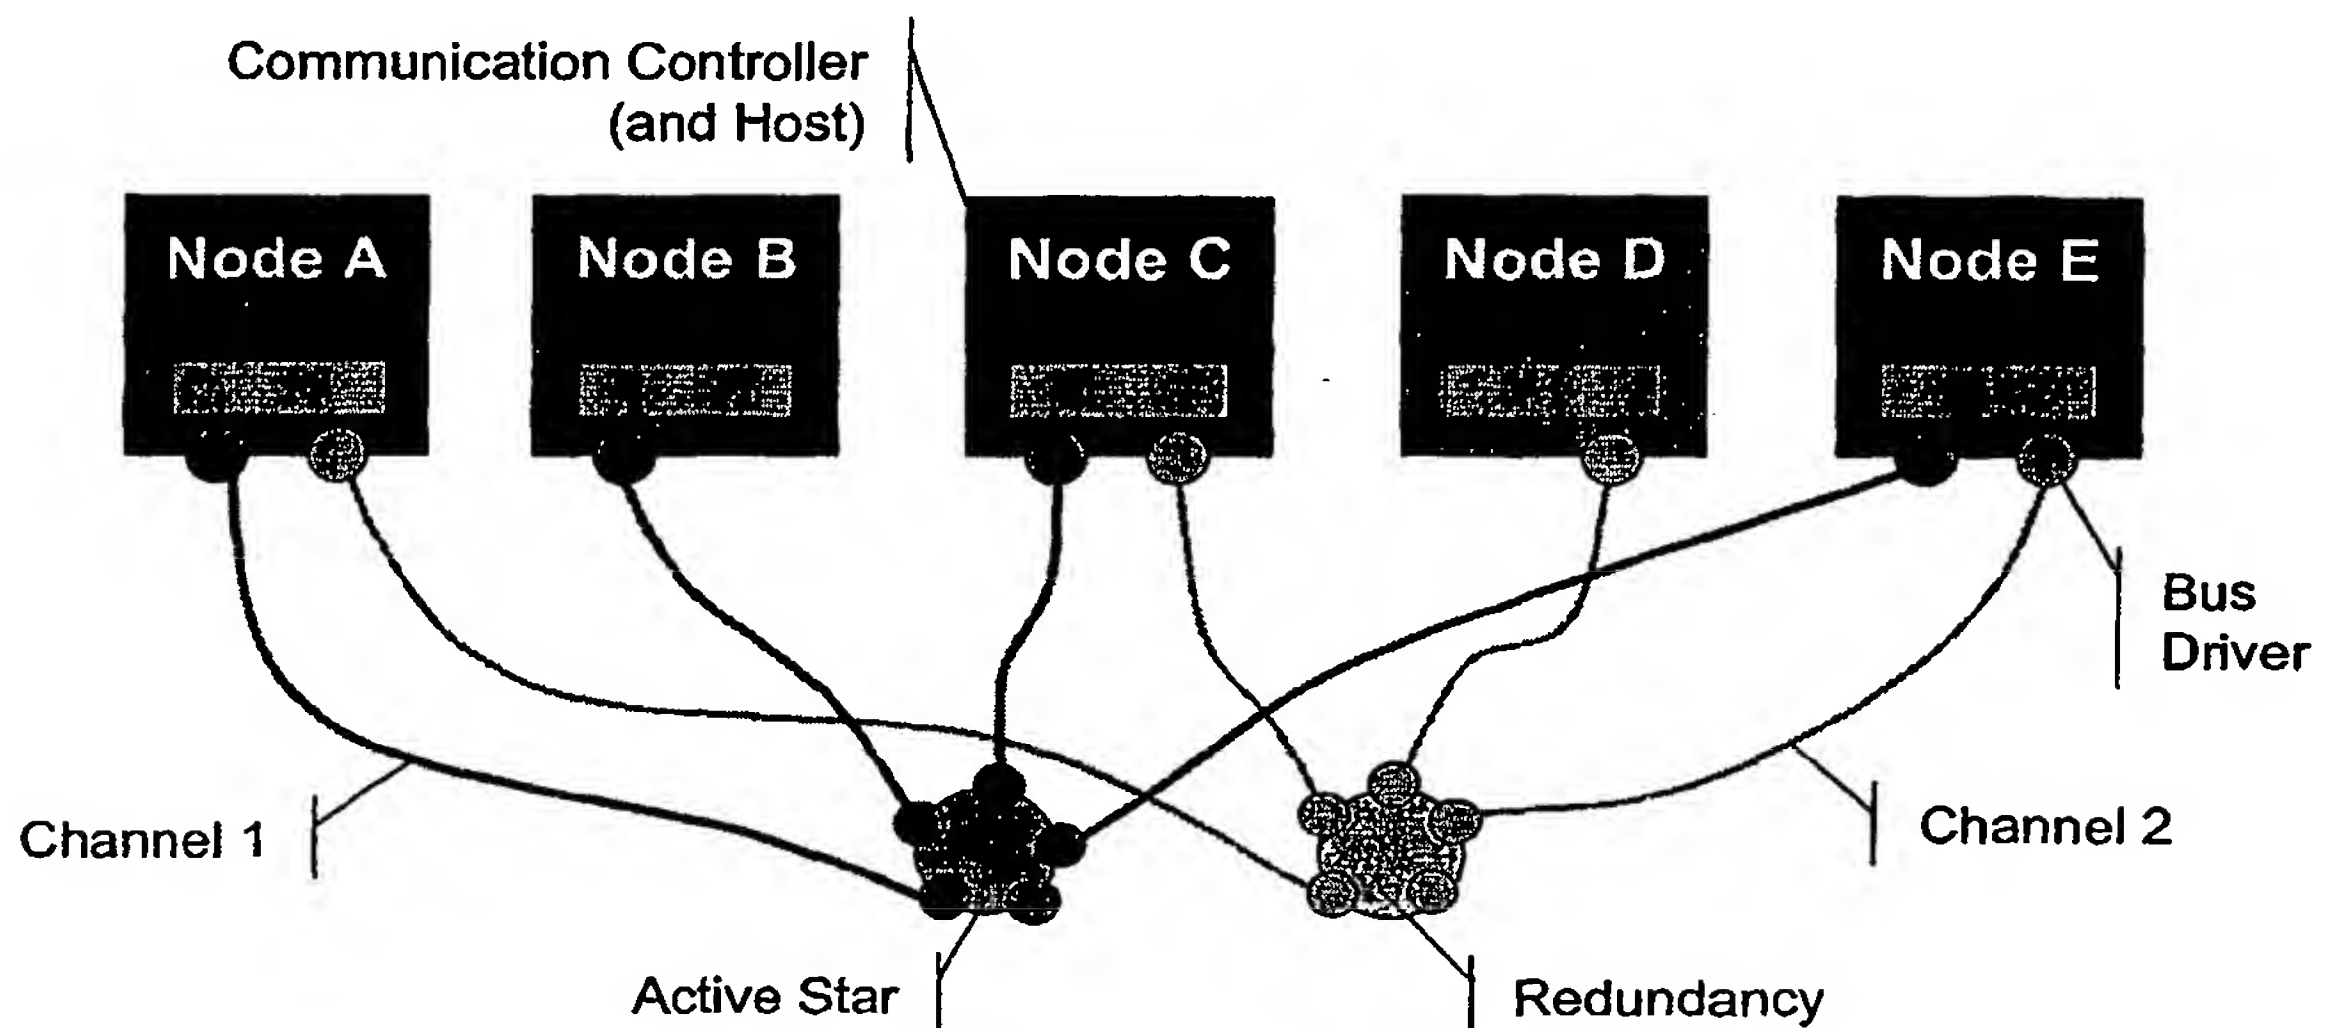 Communication Controller
(and Host)
Node A
Node B
Node C
Node D
Node E
Bus
Driver
Channel 1
Channel 2
Active Star
Redundancy